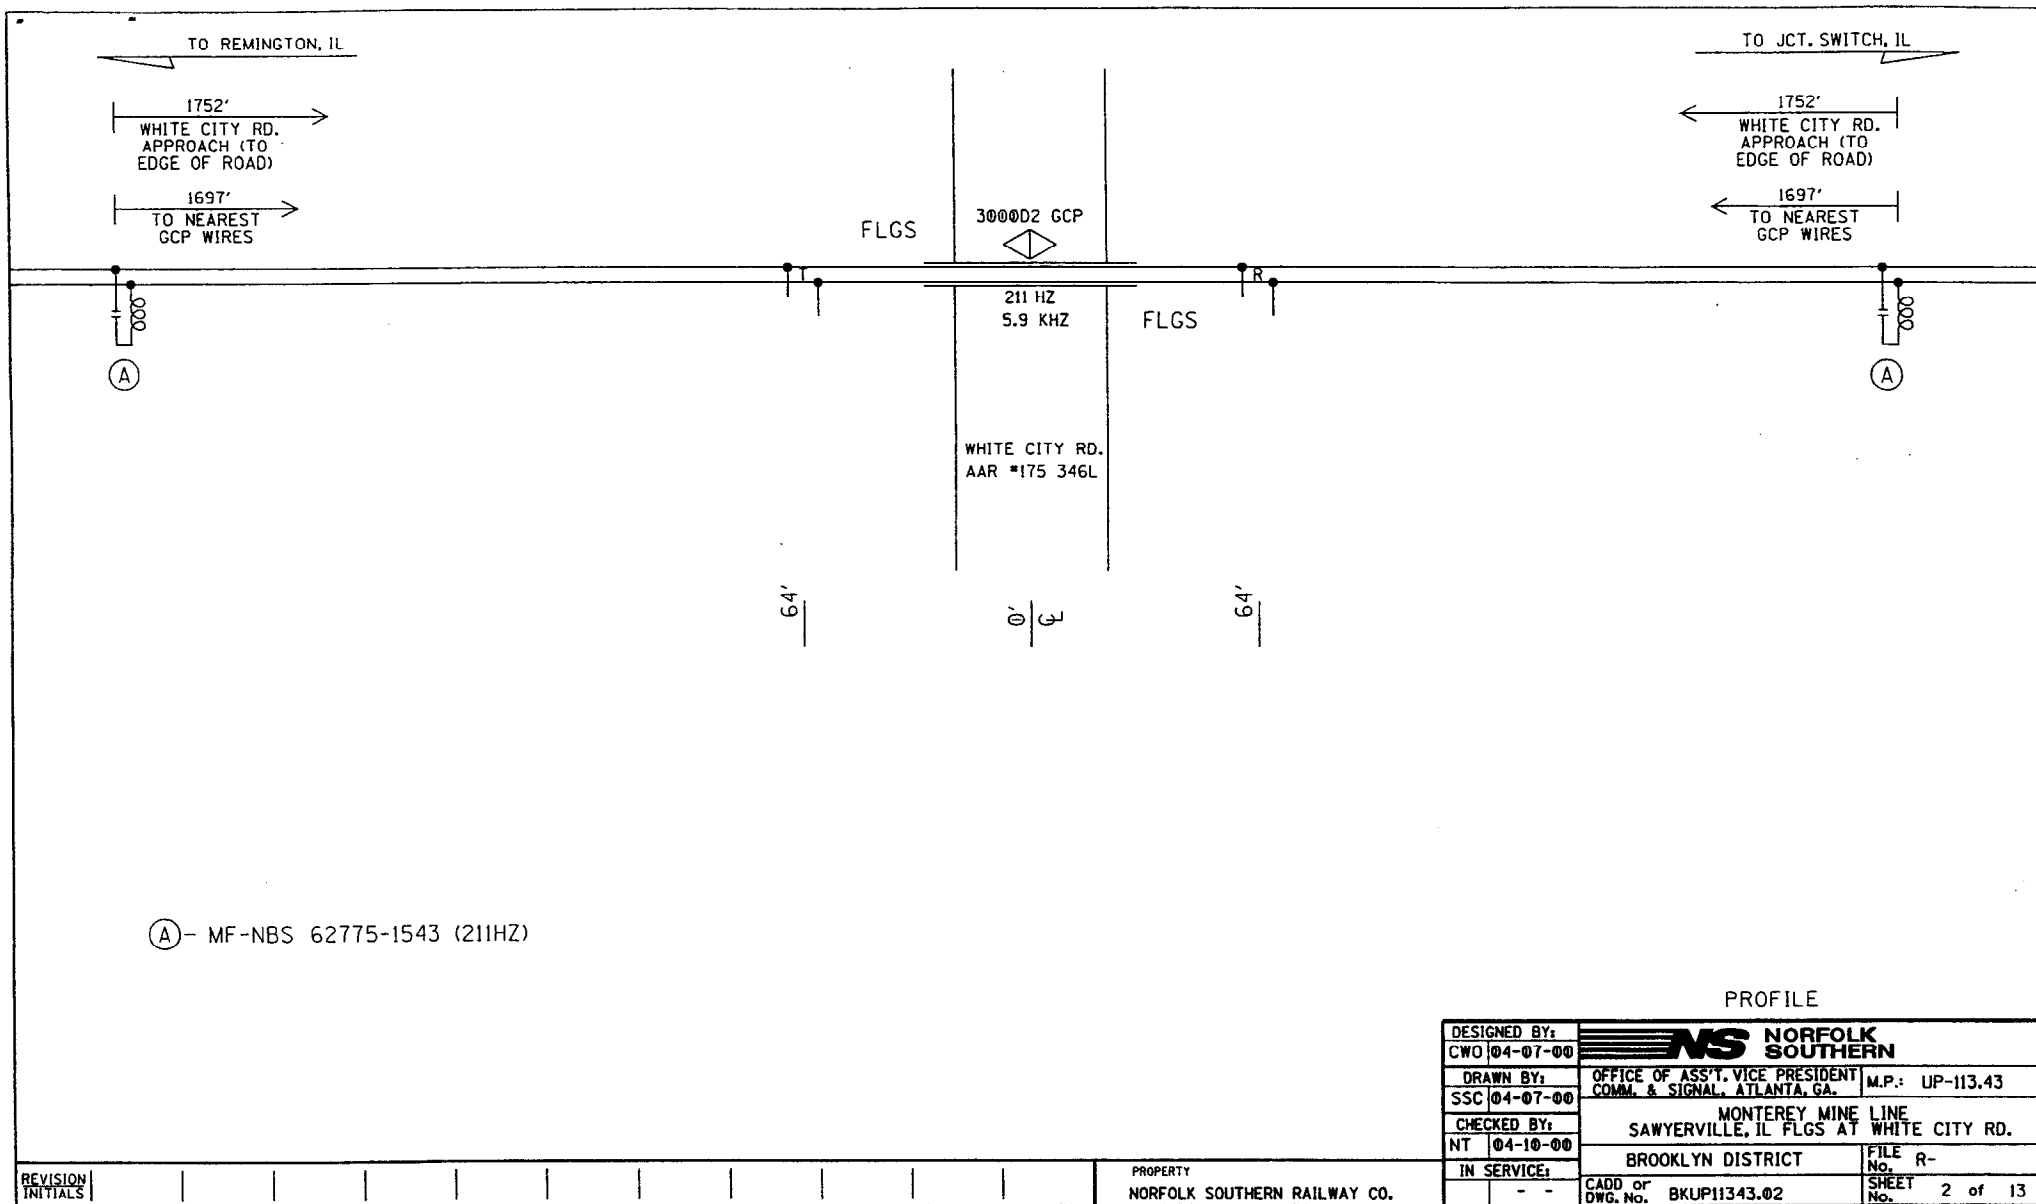 TO REMINGTON, IL
TO JCT. SWITCH, IL
1752'
WHITE CITY RD.
APPROACH (TO
EDGE OF ROAD)
1752'
WHITE CITY RD.
APPROACH (TO
EDGE OF ROAD)
1697'
TO NEAREST
GCP WIRES
1697'
TO NEAREST
GCP WIRES
FLGS
3000D2 GCP
T
R
211 HZ
5.9 KHZ
FLGS
A
A
WHITE CITY RD.
AAR #175 346L
64'
0' CL
64'
A - MF-NBS 62775-1543 (211HZ)
PROFILE
DESIGNED BY:
CWO 04-07-00
DRAWN BY:
SSC 04-07-00
CHECKED BY:
NT 04-10-00
IN SERVICE:
- -
NS NORFOLK
SOUTHERN
OFFICE OF ASS'T. VICE PRESIDENT
COMM. & SIGNAL, ATLANTA, GA.
M.P.: UP-113.43
MONTEREY MINE LINE
SAWYERVILLE, IL FLGS AT WHITE CITY RD.
BROOKLYN DISTRICT
FILE No. R-
CADD or DWG. No. BKUP11343.02
SHEET No. 2 of 13
REVISION
INITIALS
PROPERTY
NORFOLK SOUTHERN RAILWAY CO.